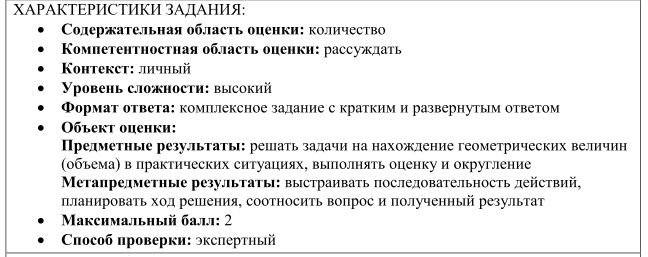 ХАРАКТЕРИСТИКИ ЗАДАНИЯ:
• Содержательная область оценки: количество
• Компетентностная область оценки: рассуждать
• Контекст: личный
• Уровень сложности: высокий
• Формат ответа: комплексное задание с кратким и развернутым ответом
• Объект оценки:
Предметные результаты: решать задачи на нахождение геометрических величин
(объема) в практических ситуациях, выполнять оценку и округление
Метапредметные результаты: выстраивать последовательность действий,
планировать ход решения, соотносить вопрос и полученный результат
• Максимальный балл: 2
• Способ проверки: экспертный